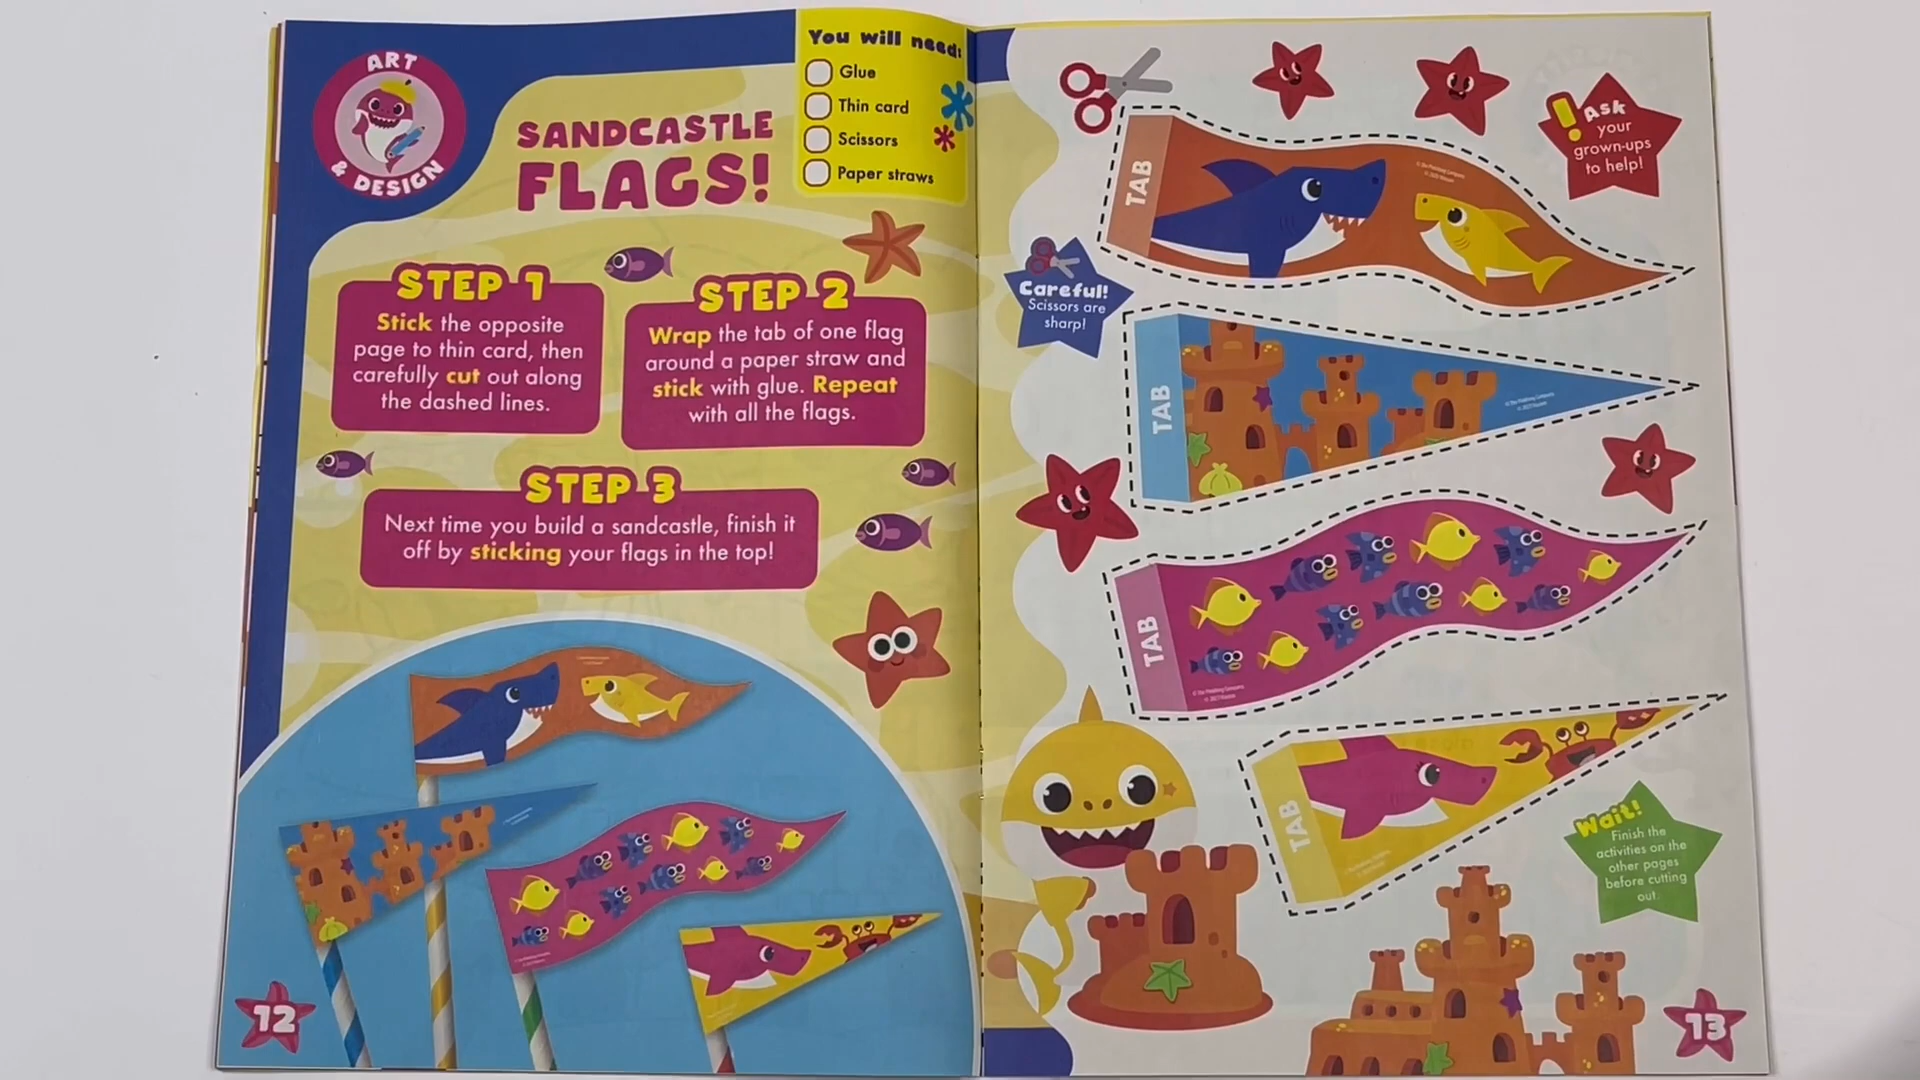 ART
& DESIGN
SANDCASTLE
FLAGS!
You will need:
Glue
Thin card
Scissors
Paper straws
STEP 1
Stick the opposite
page to thin card, then
carefully cut out along
the dashed lines.
STEP 2
Wrap the tab of one flag
around a paper straw and
stick with glue. Repeat
with all the flags.
STEP 3
Next time you build a sandcastle, finish it
off by sticking your flags in the top!
12
! Ask
your
grown-ups
to help!
TAB
Careful!
Scissors are
sharp!
TAB
TAB
TAB
Wait!
Finish the
activities on the
other pages
before cutting
out.
13